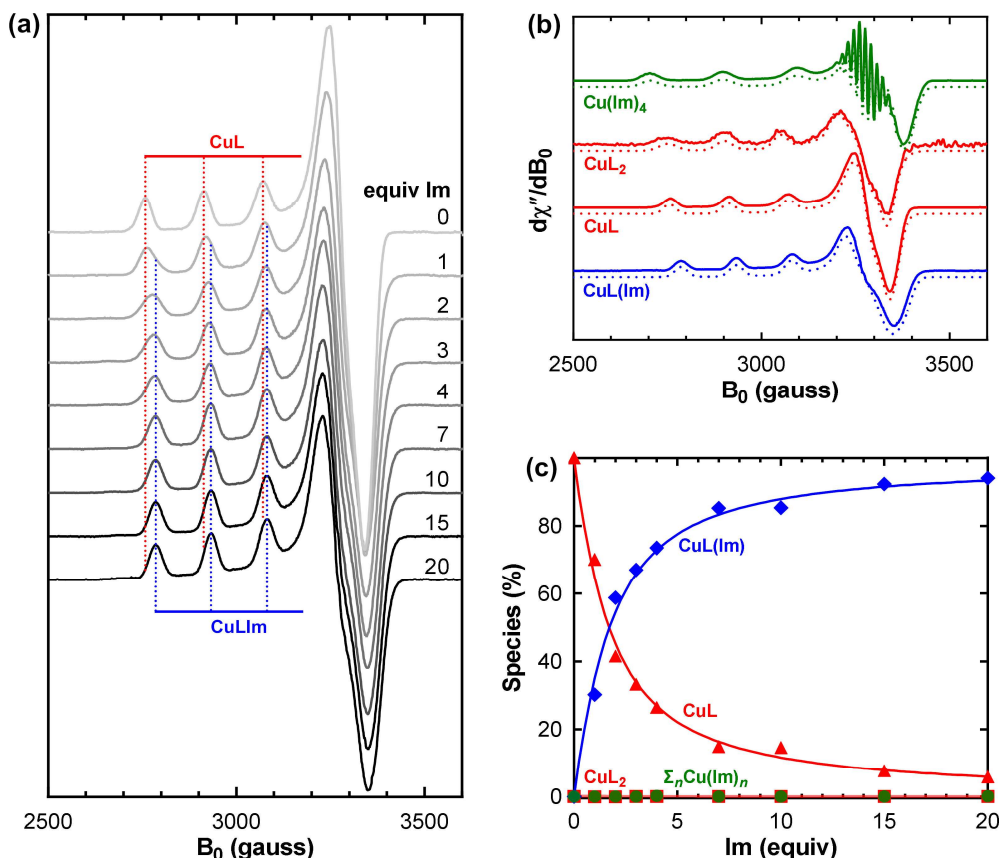 (a)
CuL
equiv Im
0
1
2
3
4
7
10
15
20
CuLIm
2500 3000 3500
B₀ (gauss)
(b)
Cu(Im)₄
CuL₂
CuL
CuL(Im)
dχ″/dB₀
2500 3000 3500
B₀ (gauss)
(c)
80
60
40
20
0
Species (%)
CuL(Im)
CuL
CuL₂ ΣₙCu(Im)ₙ
0 5 10 15 20
Im (equiv)